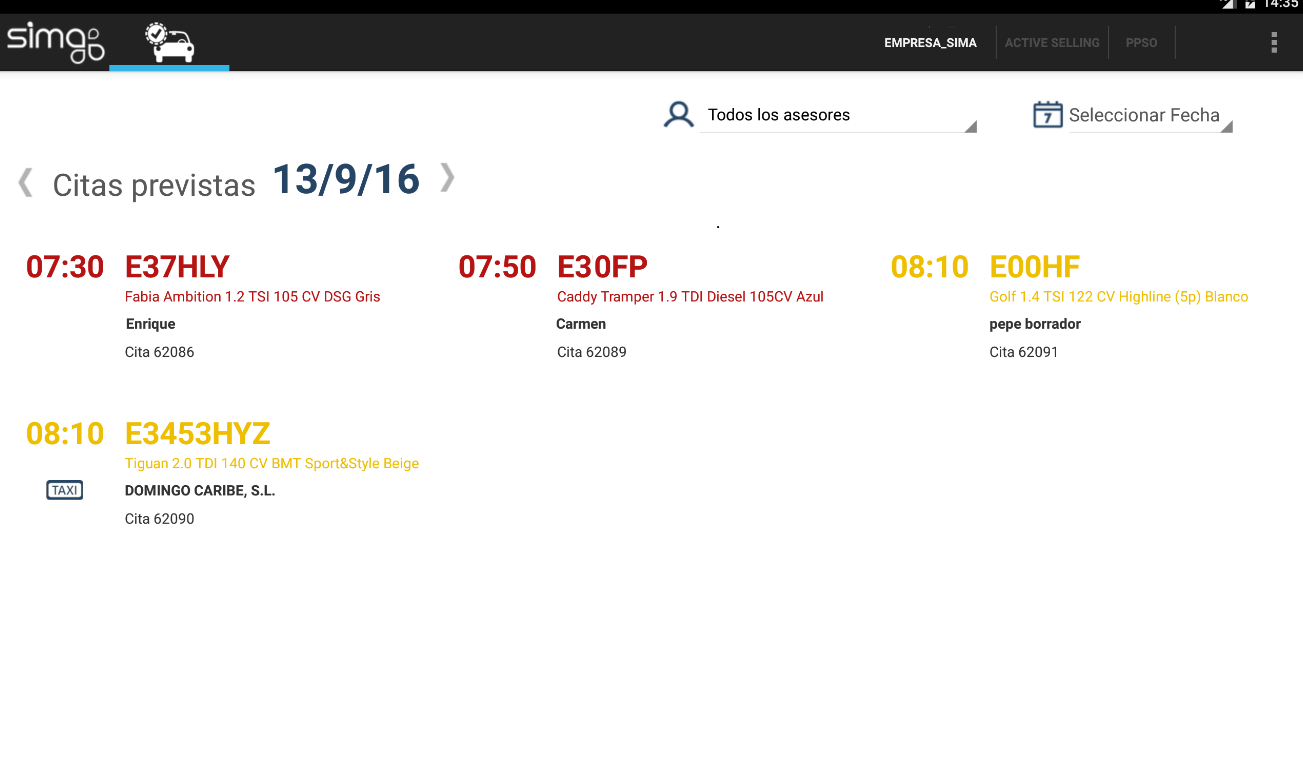 14:35
simago
EMPRESA_SIMA
ACTIVE SELLING
PPSO
Todos los asesores
7
Seleccionar Fecha
Citas previstas 13/9/16
.
07:30 E37HLY
Fabia Ambition 1.2 TSI 105 CV DSG Gris
Enrique
Cita 62086
07:50 E30FP
Caddy Tramper 1.9 TDI Diesel 105CV Azul
Carmen
Cita 62089
08:10 E00HF
Golf 1.4 TSI 122 CV Highline (5p) Blanco
pepe borrador
Cita 62091
08:10 E3453HYZ
Tiguan 2.0 TDI 140 CV BMT Sport&Style Beige
TAXI
DOMINGO CARIBE, S.L.
Cita 62090